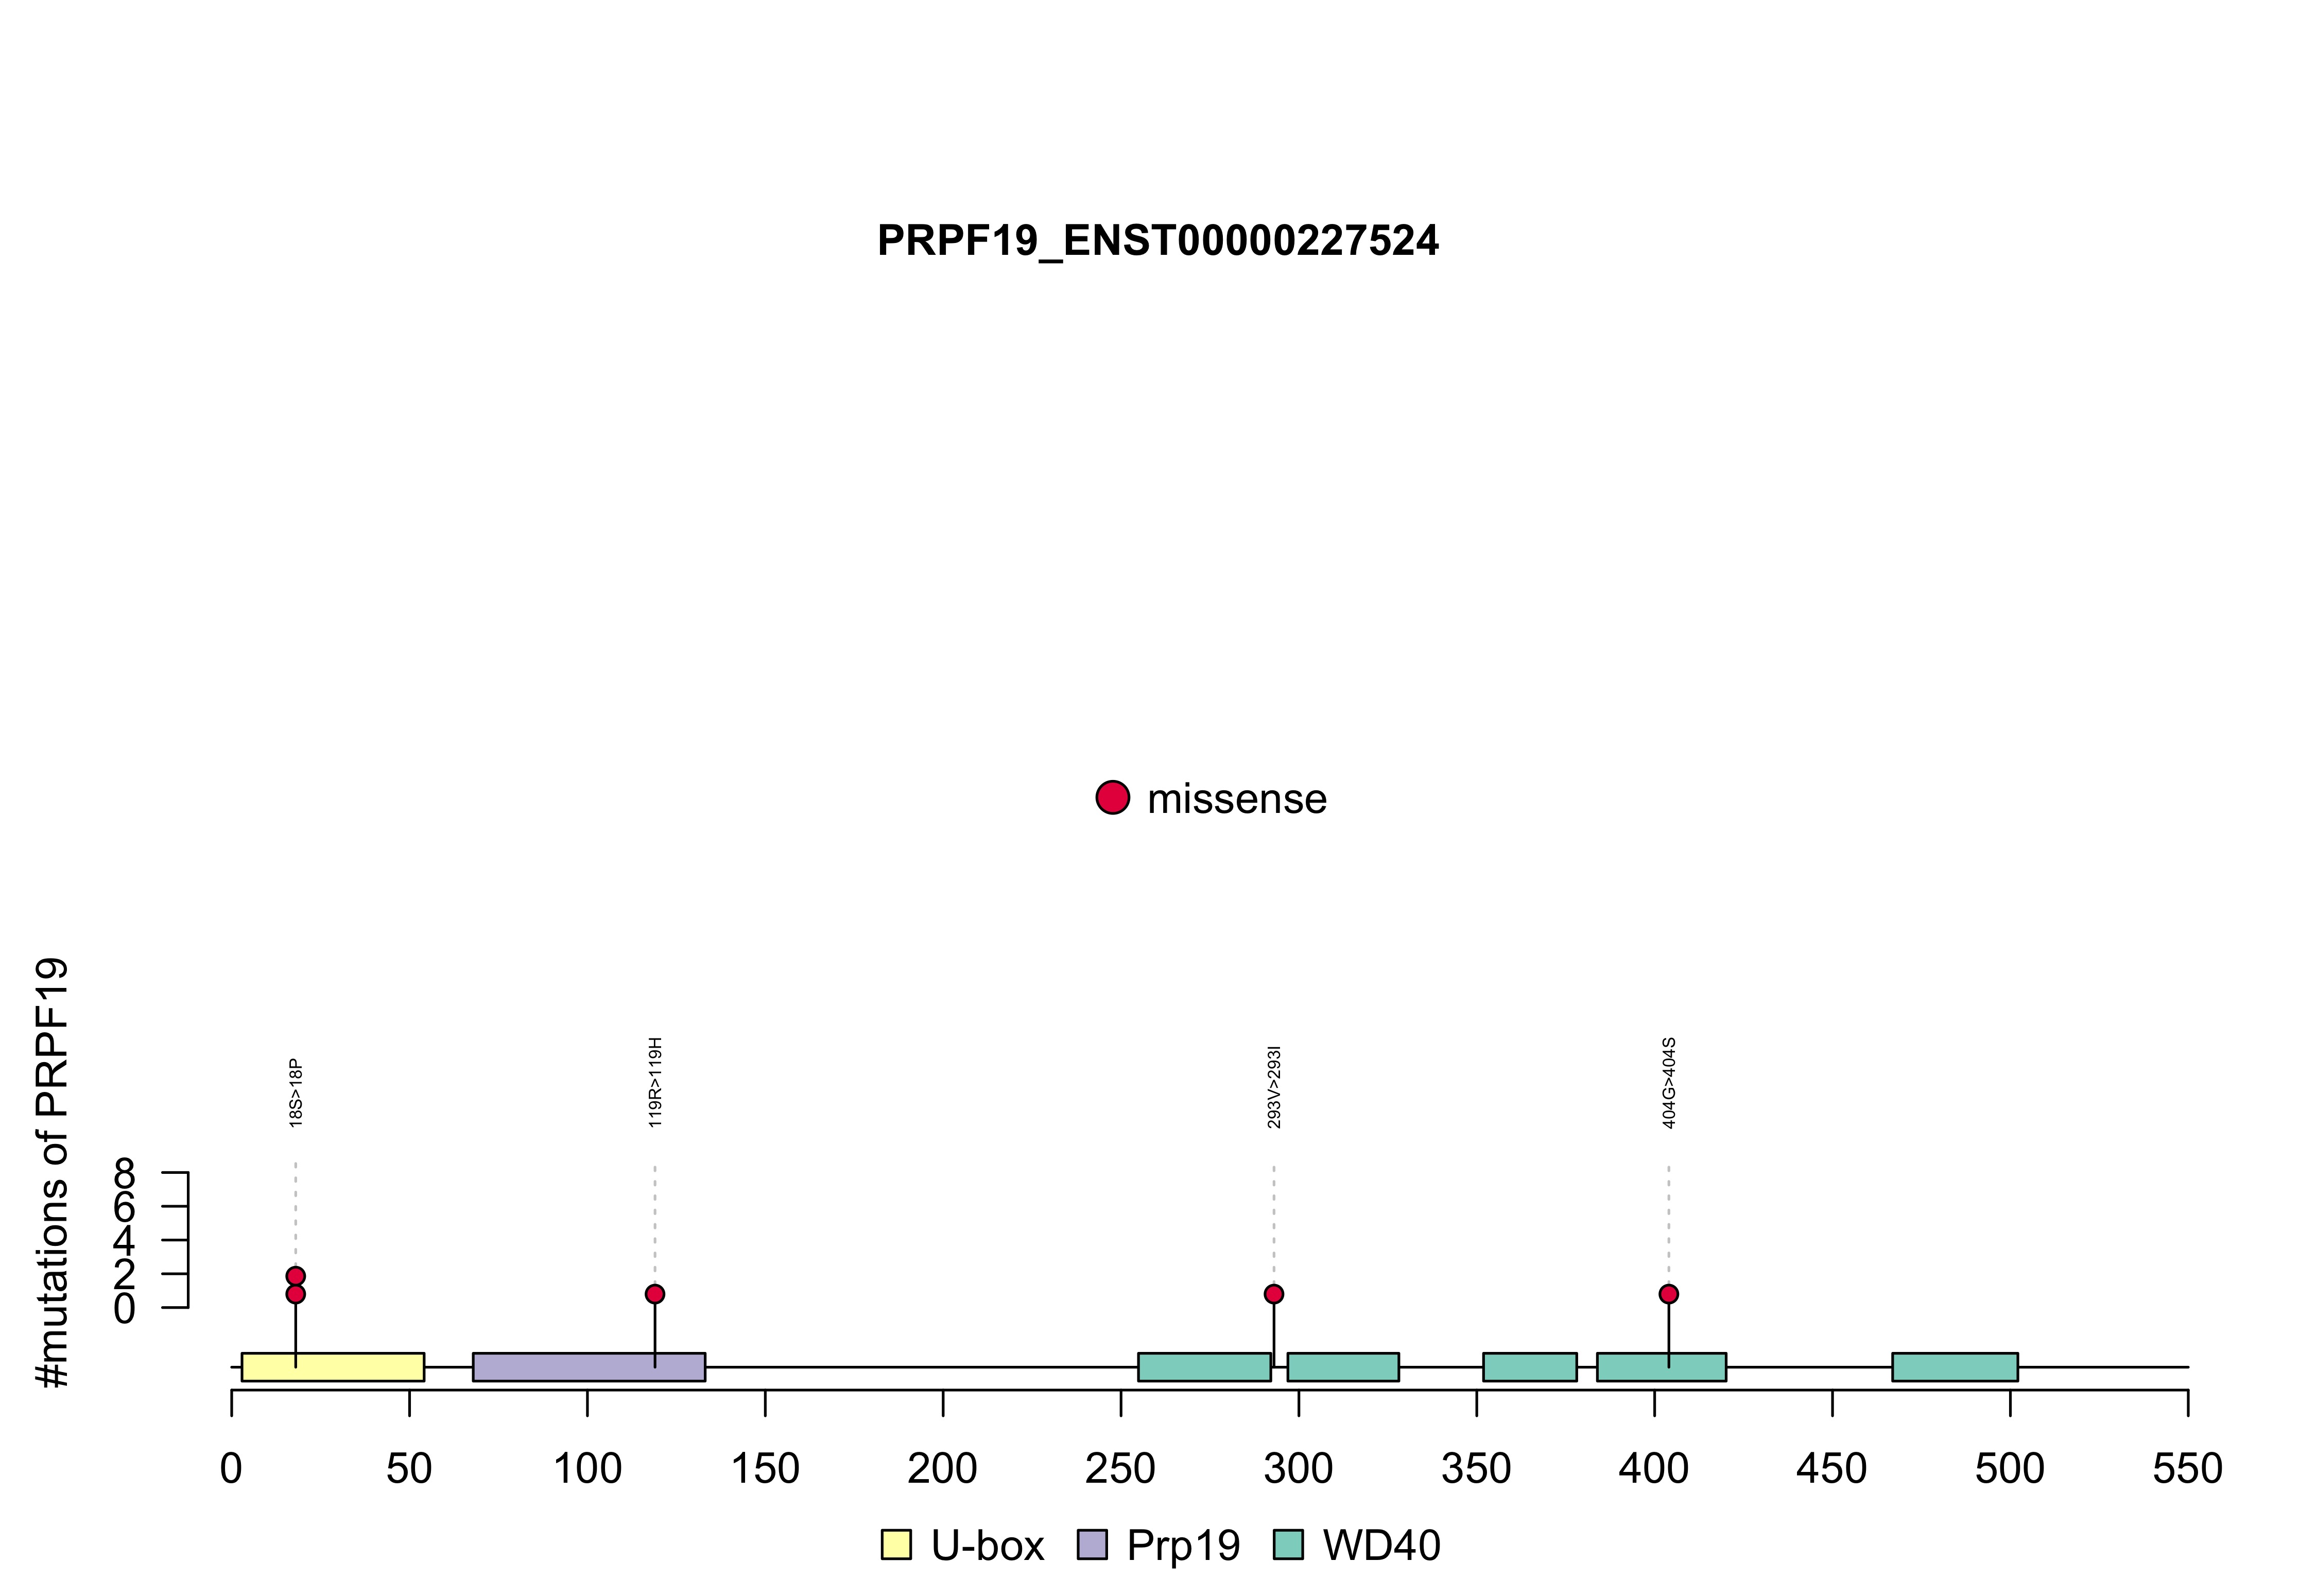 PRPF19_ENST00000227524
missense
#mutations of PRPF19
18S>18P
119R>119H
293V>293I
404G>404S
8
6
4
2
0
0 50 100 150 200 250 300 350 400 450 500 550
U-box Prp19 WD40